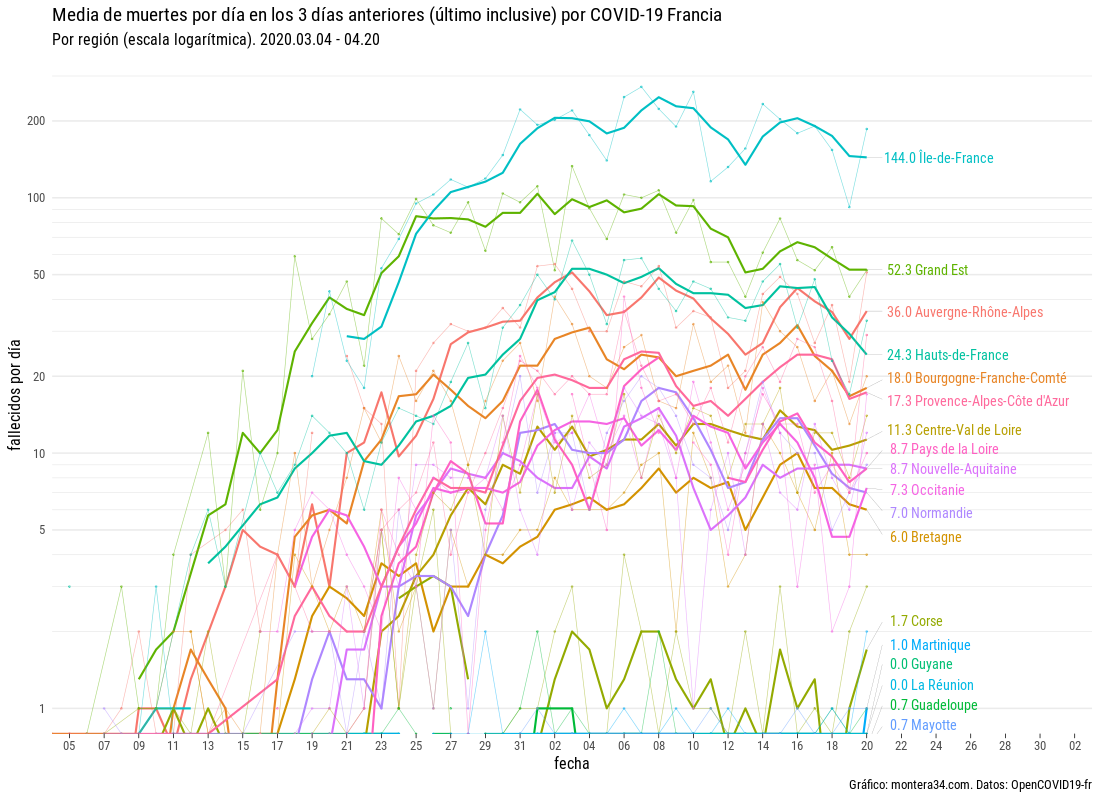 Media de muertes por día en los 3 días anteriores (último inclusive) por COVID-19 Francia
Por región (escala logarítmica). 2020.03.04 - 04.20
fallecidos por día
200
100
50
20
10
5
1
144.0 Île-de-France
52.3 Grand Est
36.0 Auvergne-Rhône-Alpes
24.3 Hauts-de-France
18.0 Bourgogne-Franche-Comté
17.3 Provence-Alpes-Côte d'Azur
11.3 Centre-Val de Loire
8.7 Pays de la Loire
8.7 Nouvelle-Aquitaine
7.3 Occitanie
7.0 Normandie
6.0 Bretagne
1.7 Corse
1.0 Martinique
0.0 Guyane
0.0 La Réunion
0.7 Guadeloupe
0.7 Mayotte
05 07 09 11 13 15 17 19 21 23 25 27 29 31 02 04 06 08 10 12 14 16 18 20 22 24 26 28 30 02
fecha
Gráfico: montera34.com. Datos: OpenCOVID19-fr